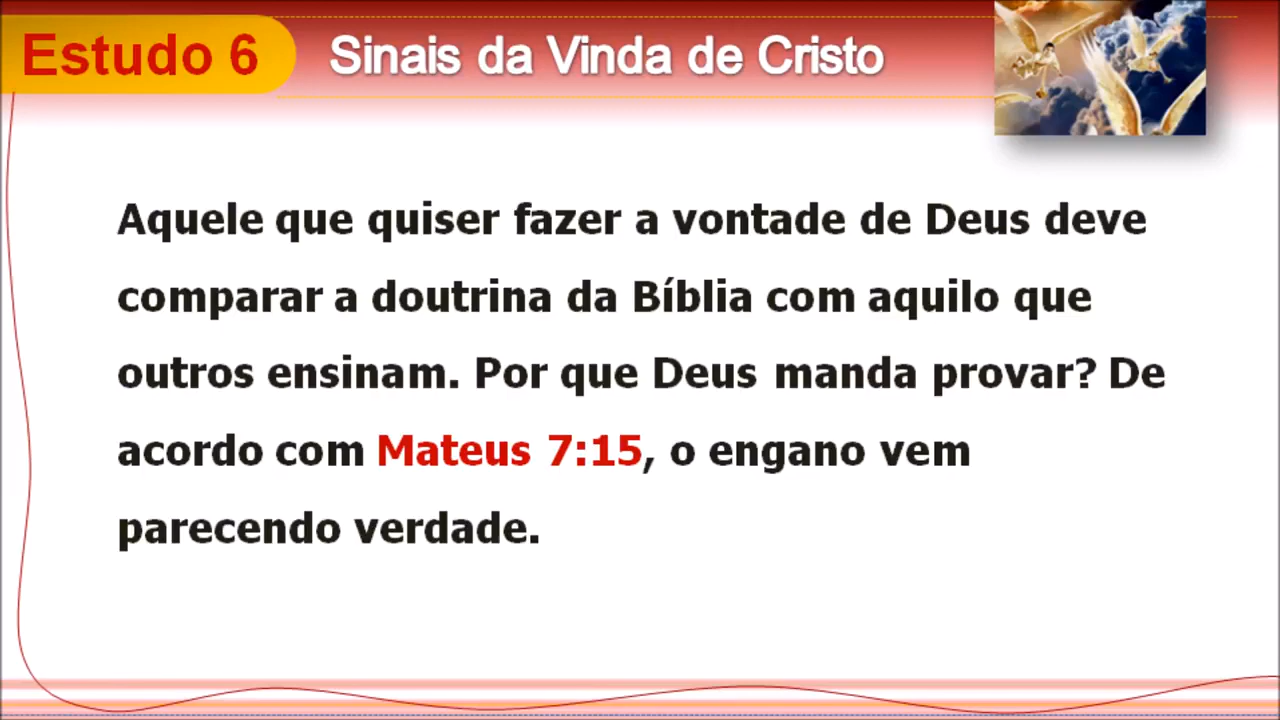 Estudo 6
Sinais da Vinda de Cristo
Aquele que quiser fazer a vontade de Deus deve
comparar a doutrina da Bíblia com aquilo que
outros ensinam. Por que Deus manda provar? De
acordo com Mateus 7:15, o engano vem
parecendo verdade.